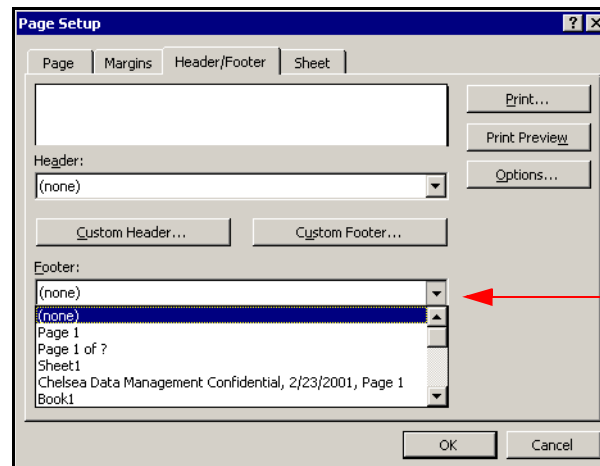 Page Setup
Page Margins Header/Footer Sheet
Print...
Print Preview
Header:
Options...
(none)
Custom Header... Custom Footer...
Footer:
(none)
(none)
Page 1
Page 1 of ?
Sheet1
Chelsea Data Management Confidential, 2/23/2001, Page 1
Book1
OK Cancel